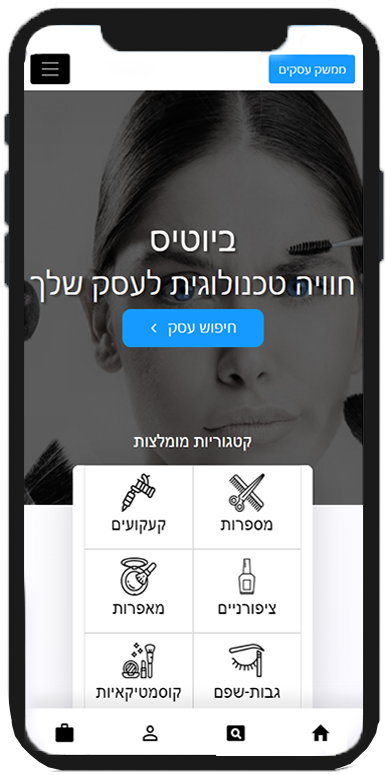 ממשק עסקים
ביוטיס
חוויה טכנולוגית לעסק שלך
חיפוש עסק
קטגוריות מומלצות
מספרות
קעקועים
ציפורניים
מאפרות
גבות-שפם
קוסמטיקאיות